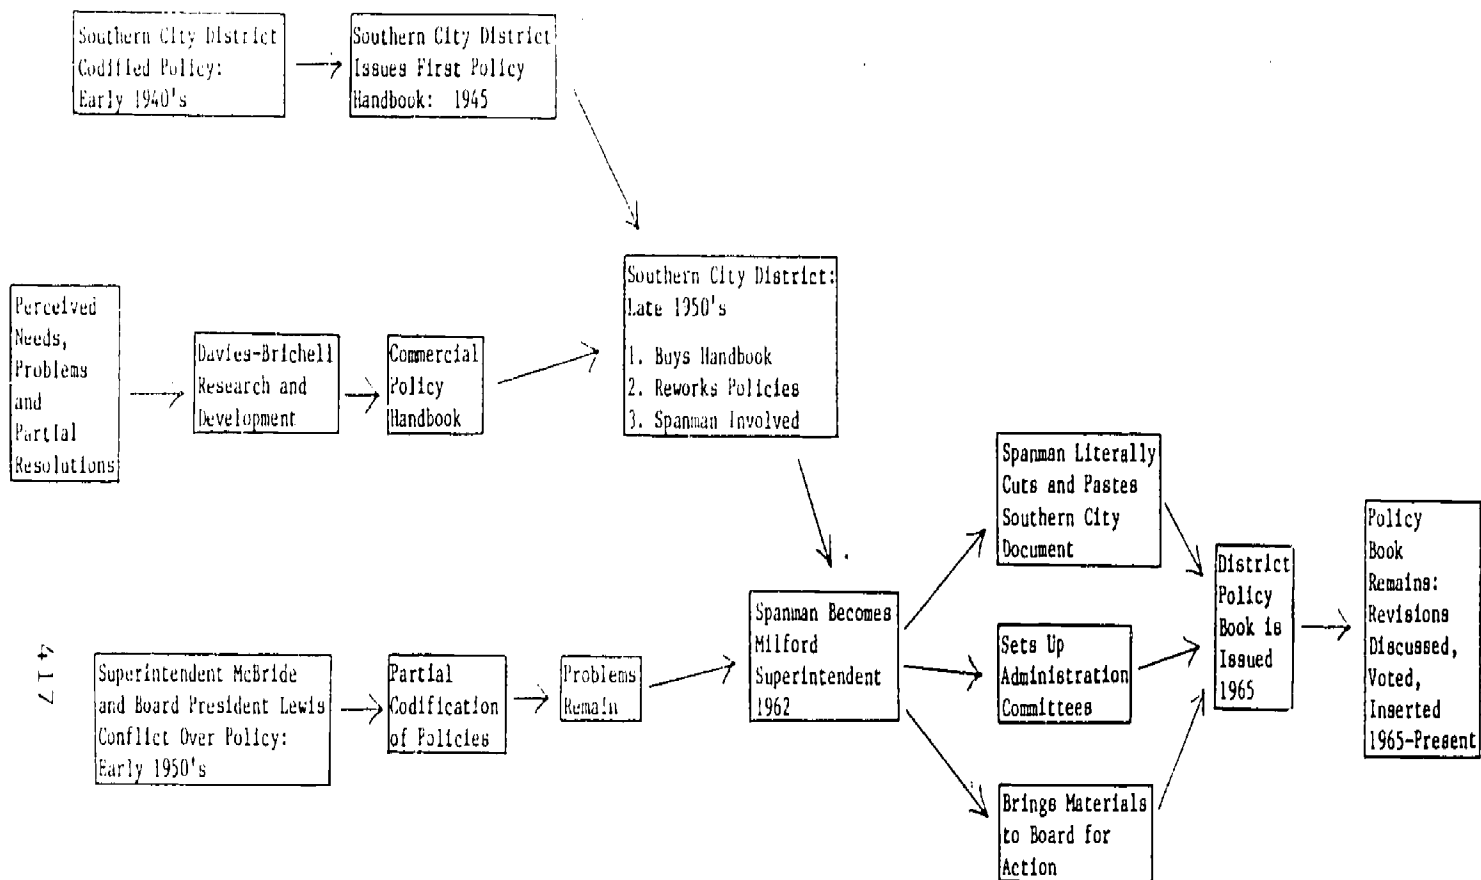 Southern City District
Codified Policy:
Early 1940's
Southern City District
Issues First Policy
Handbook: 1945
Perceived
Needs,
Problems
and
Partial
Resolutions
Davies-Brichell
Research and
Development
Commercial
Policy
Handbook
Southern City District:
Late 1950's
1. Buys Handbook
2. Reworks Policies
3. Spanman Involved
Superintendent McBride
and Board President Lewis
Conflict Over Policy:
Early 1950's
Partial
Codification
of Policies
Problems
Remain
Spanman Becomes
Milford
Superintendent
1962
Spanman Literally
Cuts and Pastes
Southern City
Document
Sets Up
Administration
Committees
Brings Materials
to Board for
Action
District
Policy
Book is
Issued
1965
Policy
Book
Remains:
Revisions
Discussed,
Voted,
Inserted
1965-Present
417